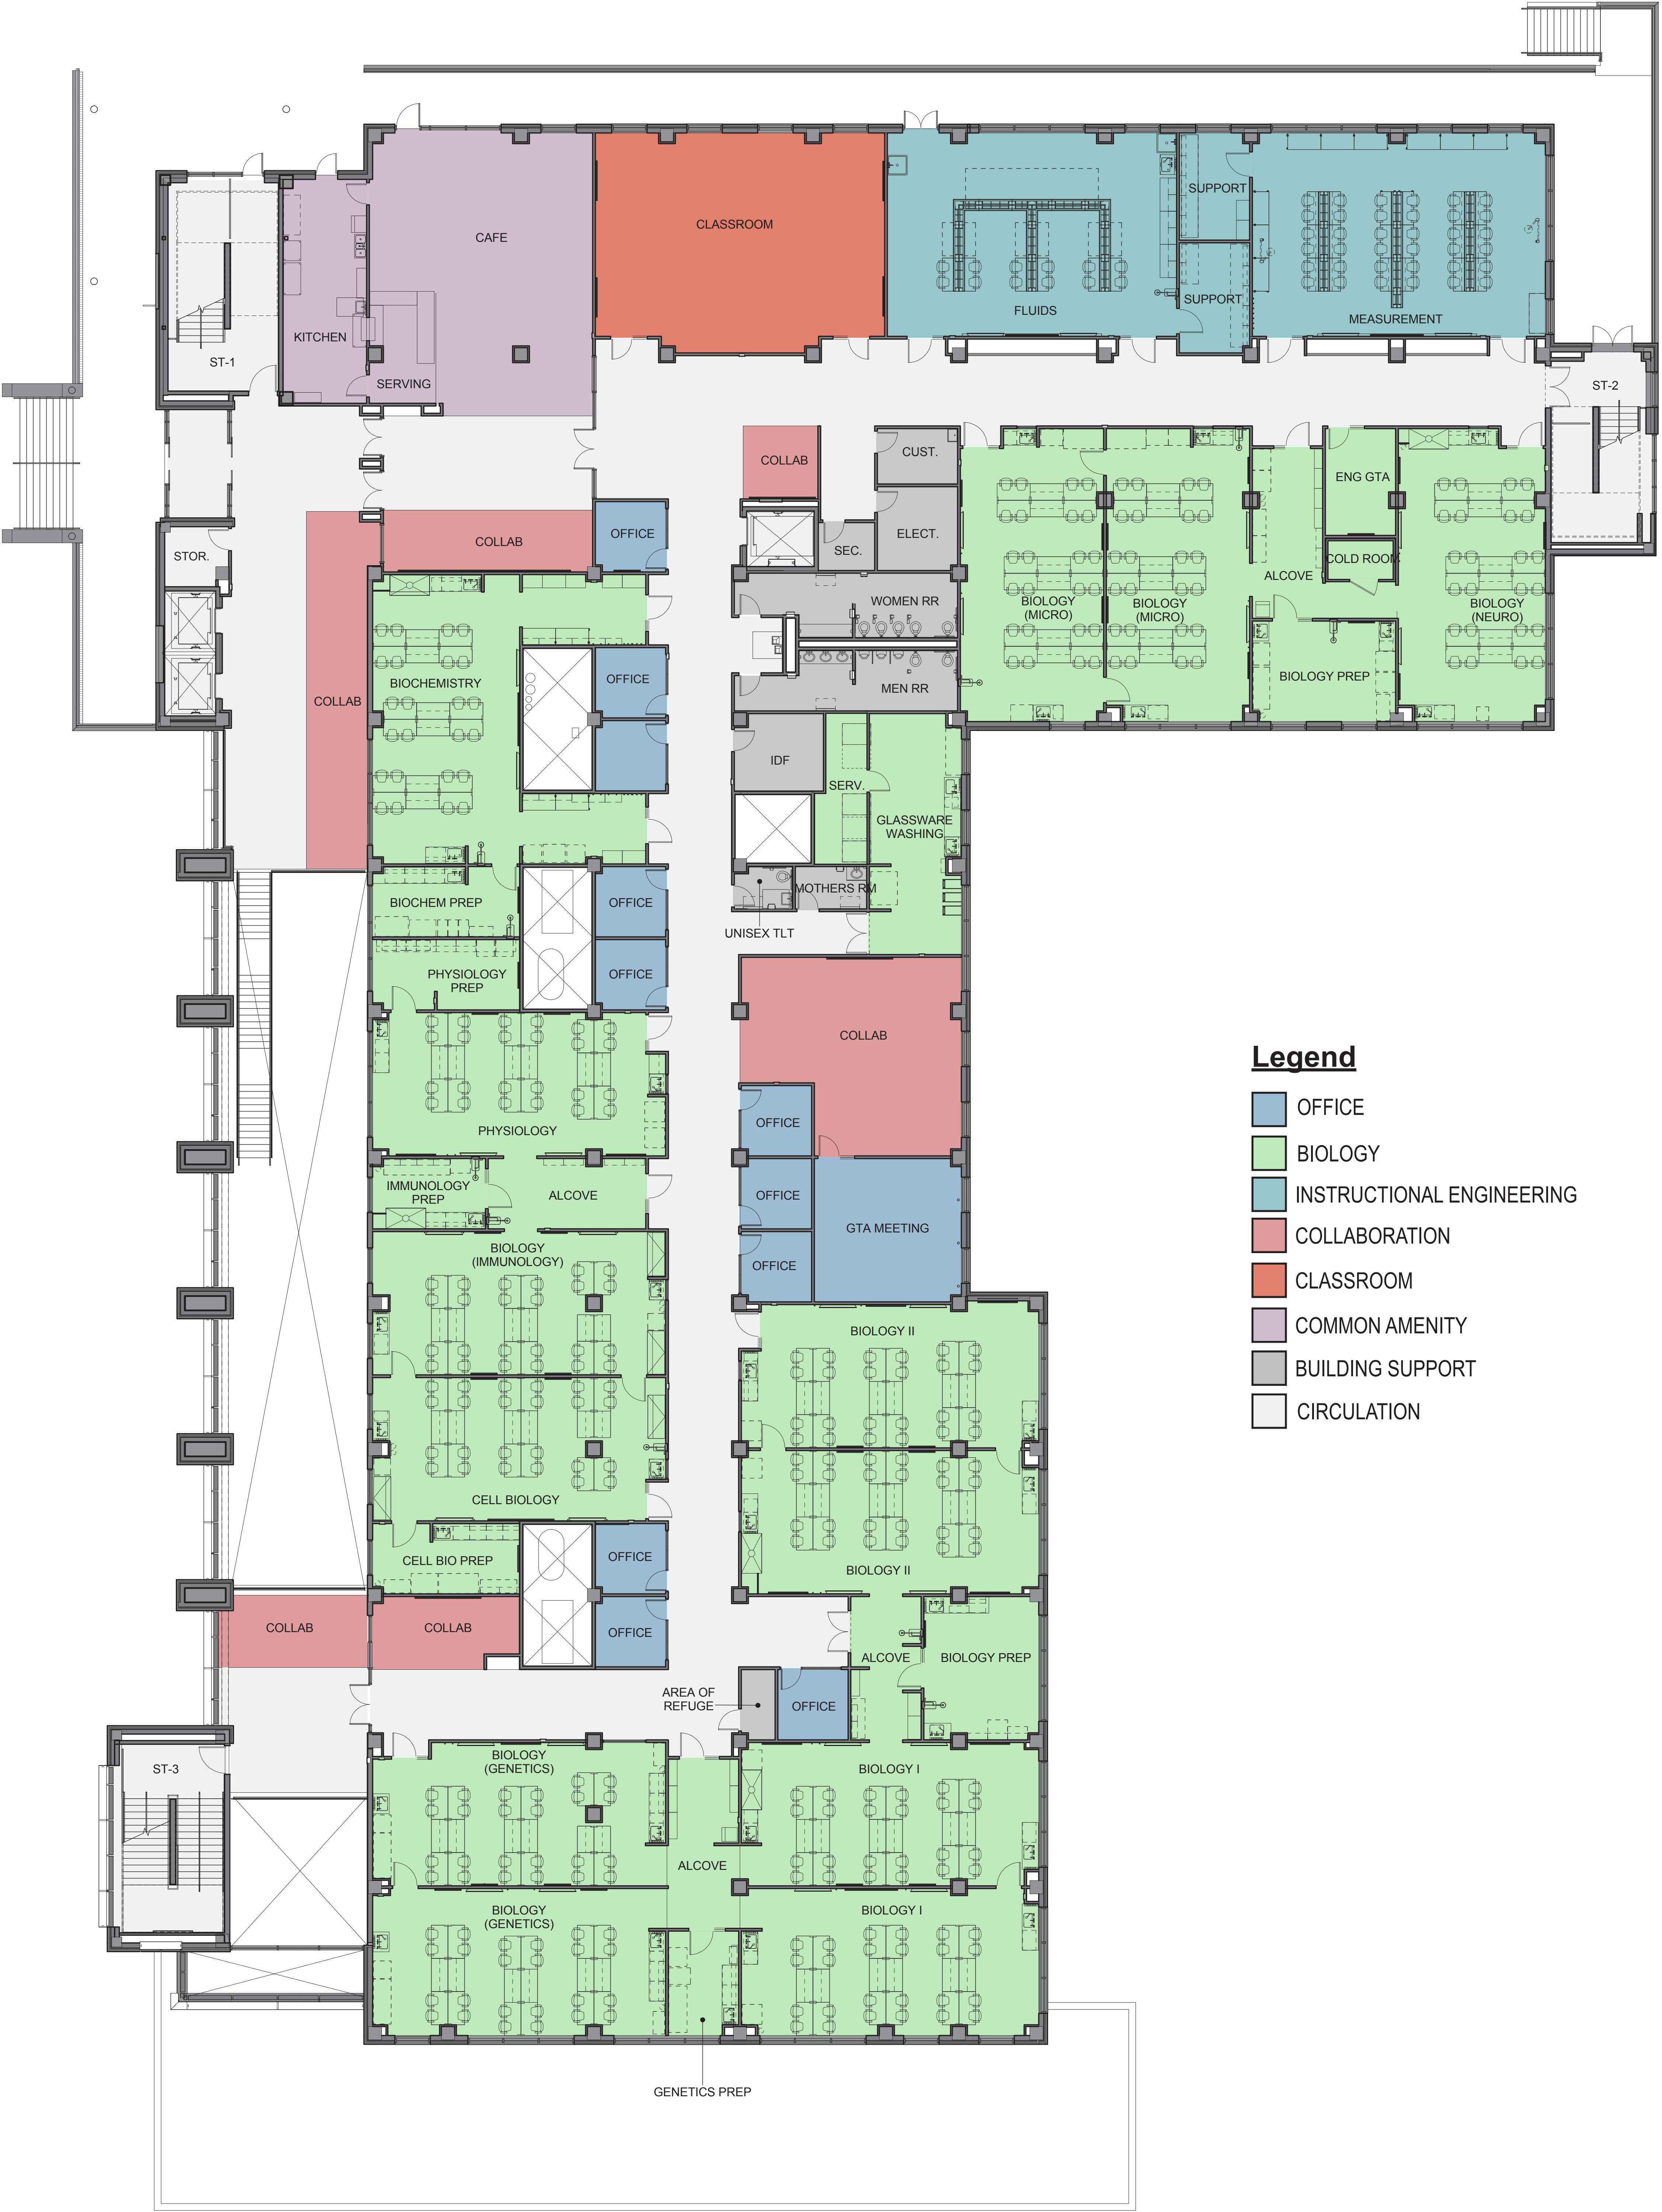 CAFE
CLASSROOM
SUPPORT
SUPPORT
FLUIDS
MEASUREMENT
KITCHEN
SERVING
ST-1
ST-2
COLLAB
CUST.
ENG GTA
STOR.
COLLAB
OFFICE
SEC.
ELECT.
COLD ROOM
ALCOVE
WOMEN RR
BIOLOGY
(MICRO)
BIOLOGY
(MICRO)
BIOLOGY
(NEURO)
COLLAB
BIOCHEMISTRY
OFFICE
MEN RR
BIOLOGY PREP
IDF
SERV.
GLASSWARE
WASHING
BIOCHEM PREP
OFFICE
MOTHERS RM
UNISEX TLT
PHYSIOLOGY
PREP
OFFICE
COLLAB
PHYSIOLOGY
OFFICE
IMMUNOLOGY
PREP
ALCOVE
OFFICE
GTA MEETING
BIOLOGY
(IMMUNOLOGY)
OFFICE
BIOLOGY II
CELL BIOLOGY
CELL BIO PREP
OFFICE
BIOLOGY II
COLLAB
COLLAB
OFFICE
ALCOVE
BIOLOGY PREP
AREA OF
REFUGE
OFFICE
ST-3
BIOLOGY
(GENETICS)
BIOLOGY I
ALCOVE
BIOLOGY
(GENETICS)
BIOLOGY I
GENETICS PREP
Legend
OFFICE
BIOLOGY
INSTRUCTIONAL ENGINEERING
COLLABORATION
CLASSROOM
COMMON AMENITY
BUILDING SUPPORT
CIRCULATION